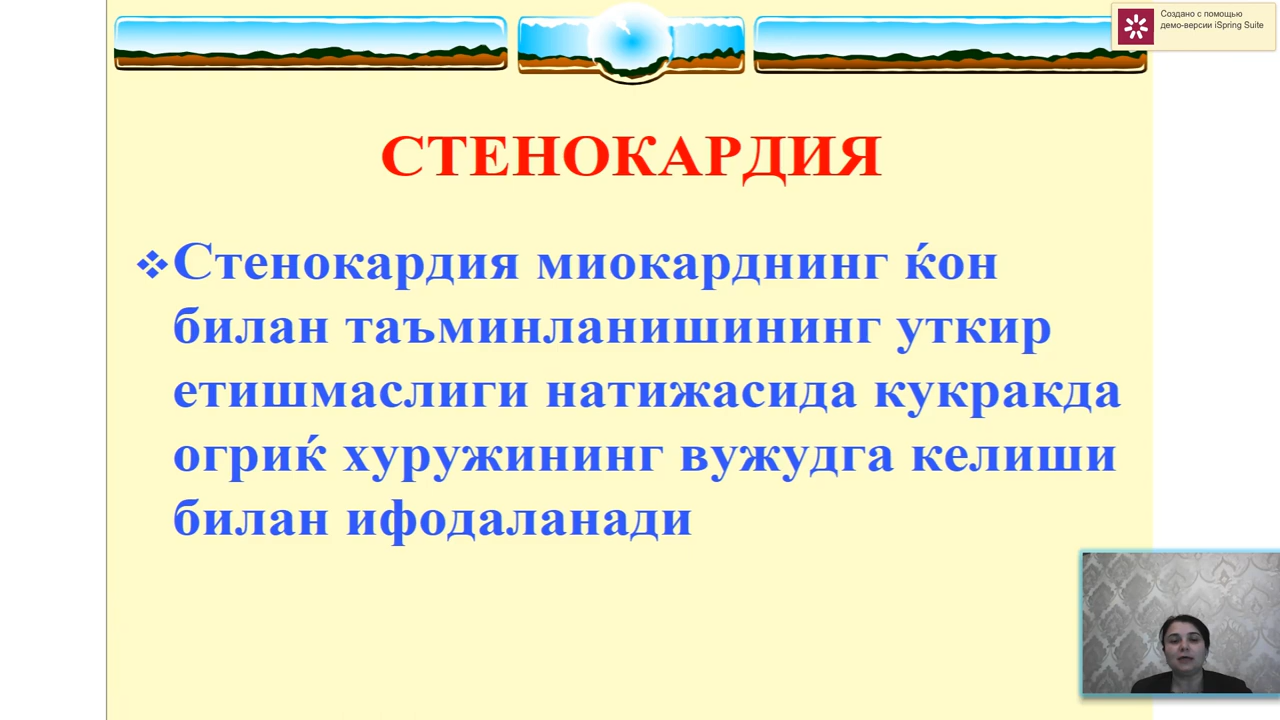 Создано с помощью
демо-версии iSpring Suite
СТЕНОКАРДИЯ
Стенокардия миокарднинг ќон
билан таъминланишининг уткир
етишмаслиги натижасида кукракда
огриќ хуружининг вужудга келиши
билан ифодаланади